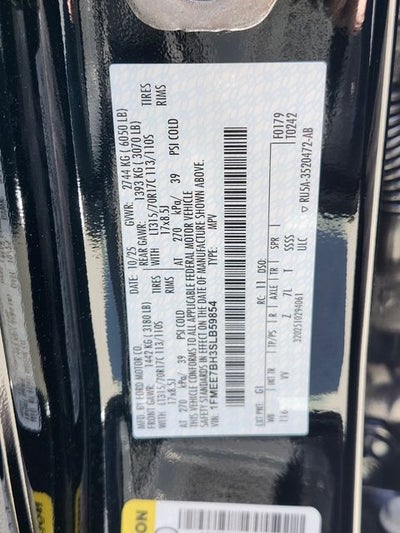 MFD. BY FORD MOTOR CO.
DATE: 10/25 GVWR: 2744 KG ( 6050 LB)
FRONT GAWR: 1442 KG ( 3180 LB) REAR GAWR: 1393 KG ( 3070 LB)
WITH LT315/70R17C 113/110S TIRES WITH LT315/70R17C 113/110S TIRES
17x8.5J RIMS 17x8.5J RIMS
AT 270 kPa/ 39 PSI COLD AT 270 kPa/ 39 PSI COLD
THIS VEHICLE CONFORMS TO ALL APPLICABLE FEDERAL MOTOR VEHICLE
SAFETY STANDARDS IN EFFECT ON THE DATE OF MANUFACTURE SHOWN ABOVE.
VIN: 1FMEE7BH3SLB59854 TYPE: MPV
F0179
T0242
EXT PNT: G1 RC: 11 DSO:
WB INT TR TP/PS R AXLE TR SPR
116 VV Z 7L T SSSS
3202510294061 ULC
▽ RU5A-3520472-AB